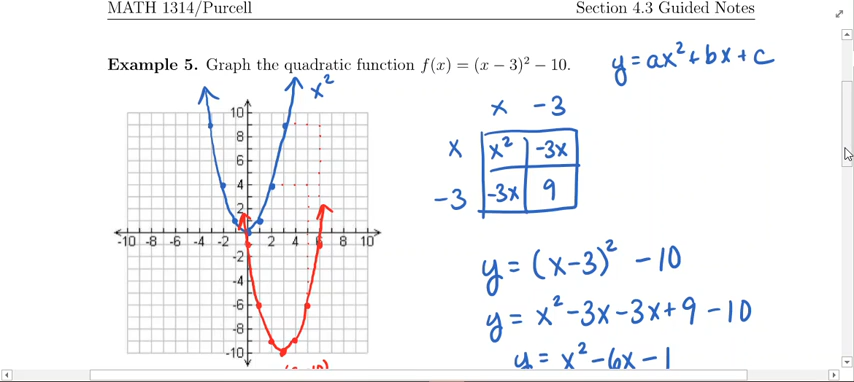 MATH 1314/Purcell Section 4.3 Guided Notes
Example 5. Graph the quadratic function f(x) = (x − 3)² − 10.
y = ax² + bx + c
x²
x -3
x x² -3x
-3 -3x 9
10
8
6
4
2
-10 -8 -6 -4 -2 2 4 6 8 10
-2
-4
-6
-8
-10
y = (x-3)² - 10
y = x² - 3x - 3x + 9 - 10
y = x² - 6x - 1